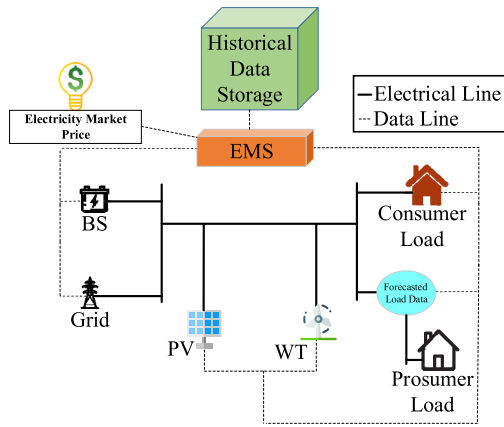 Historical
Data
Storage
$
Electricity Market
Price
Electrical Line
Data Line
EMS
BS
Consumer
Load
Grid
Forecasted
Load Data
PV
WT
Prosumer
Load